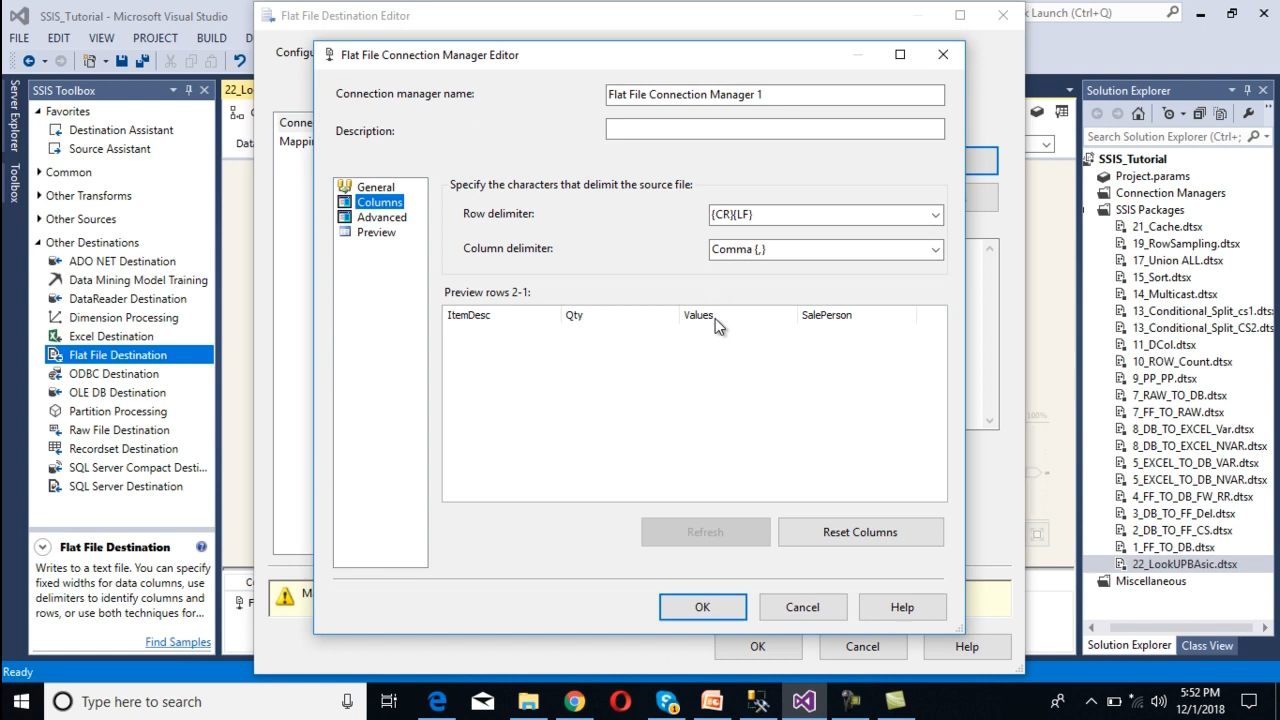 SSIS_Tutorial - Microsoft Visual Studio
Flat File Destination Editor
Launch (Ctrl+Q)
FILE EDIT VIEW PROJECT BUILD
Configu
Flat File Connection Manager Editor
Connection manager name:
Flat File Connection Manager 1
Description:
Server Explorer
Toolbox
SSIS Toolbox
Favorites
Destination Assistant
Source Assistant
Common
Other Transforms
Other Sources
Other Destinations
ADO NET Destination
Data Mining Model Training
DataReader Destination
Dimension Processing
Excel Destination
Flat File Destination
ODBC Destination
OLE DB Destination
Partition Processing
Raw File Destination
Recordset Destination
SQL Server Compact Desti...
SQL Server Destination
Flat File Destination
Writes to a text file. You can specify
fixed widths for data columns, use
delimiters to identify columns and
rows, or use both techniques for...
Find Samples
22_Lo
Dat
Conne
Mappi
General
Columns
Advanced
Preview
Specify the characters that delimit the source file:
Row delimiter:
{CR}{LF}
Column delimiter:
Comma {,}
Preview rows 2-1:
ItemDesc Qty Values SalePerson
Refresh
Reset Columns
OK
Cancel
Help
OK
Cancel
Help
100%
Solution Explorer
Search Solution Explorer (Ctrl+;
SSIS_Tutorial
Project.params
Connection Managers
SSIS Packages
21_Cache.dtsx
19_RowSampling.dtsx
17_Union ALL.dtsx
15_Sort.dtsx
14_Multicast.dtsx
13_Conditional_Split_cs1.dtsx
13_Conditional_Split_CS2.dtsx
11_DCol.dtsx
10_ROW_Count.dtsx
9_PP_PP.dtsx
7_RAW_TO_DB.dtsx
7_FF_TO_RAW.dtsx
8_DB_TO_EXCEL_Var.dtsx
8_DB_TO_EXCEL_NVAR.dtsx
5_EXCEL_TO_DB_VAR.dtsx
5_EXCEL_TO_DB_NVAR.dtsx
4_FF_TO_DB_FW_RR.dtsx
3_DB_TO_FF_Del.dtsx
2_DB_TO_FF_CS.dtsx
1_FF_TO_DB.dtsx
22_LookUPBAsic.dtsx
Miscellaneous
Solution Explorer Class View
Ready
Type here to search
5:52 PM
12/1/2018